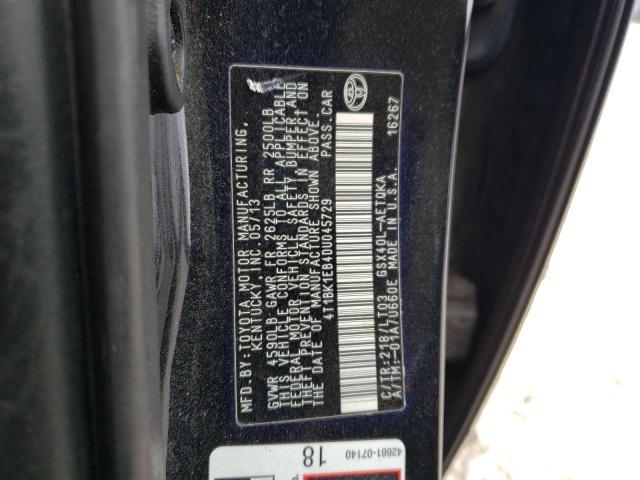 MFD.BY:TOYOTA MOTOR MANUFACTURING,
KENTUCKY, INC. 05/13
GVWR 4590LB GAWR FR 2625LB RR 2500LB
THIS VEHICLE CONFORMS TO ALL APPLICABLE
FEDERAL MOTOR VEHICLE SAFETY, BUMPER AND
THEFT PREVENTION STANDARDS IN EFFECT ON
THE DATE OF MANUFACTURE SHOWN ABOVE.
4T1BK1EB4DU045729 PASS.CAR
C/TR:218/LT03 GSX40L-AETQKA 16267
A/TM:-01A/U660E MADE IN U.S.A.
42661-07140
18